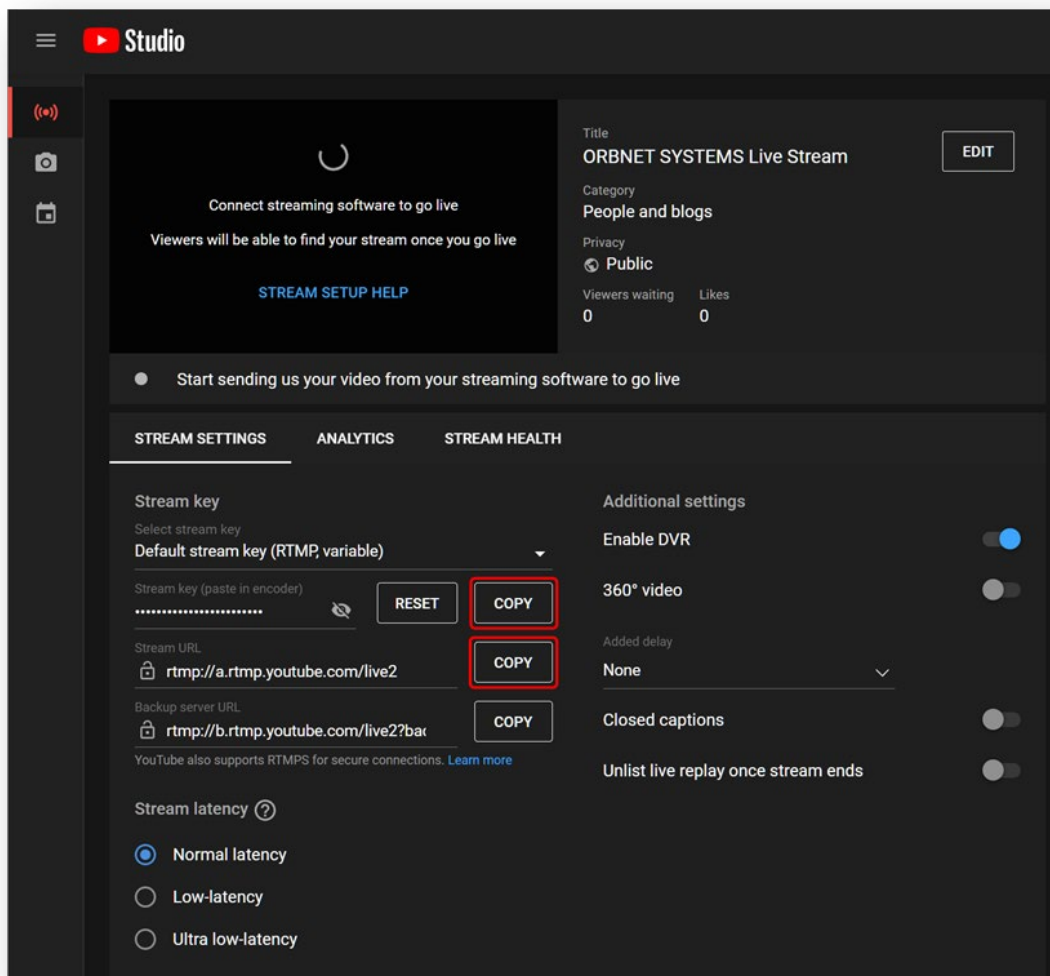 Studio
Connect streaming software to go live
Viewers will be able to find your stream once you go live
STREAM SETUP HELP
Title
ORBNET SYSTEMS Live Stream
EDIT
Category
People and blogs
Privacy
Public
Viewers waiting Likes
0 0
Start sending us your video from your streaming software to go live
STREAM SETTINGS ANALYTICS STREAM HEALTH
Stream key
Select stream key
Default stream key (RTMP, variable)
Stream key (paste in encoder)
•••••••••••••••••••••••• RESET COPY
Stream URL
rtmp://a.rtmp.youtube.com/live2 COPY
Backup server URL
rtmp://b.rtmp.youtube.com/live2?bac COPY
YouTube also supports RTMPS for secure connections. Learn more
Stream latency
Normal latency
Low-latency
Ultra low-latency
Additional settings
Enable DVR
360° video
Added delay
None
Closed captions
Unlist live replay once stream ends